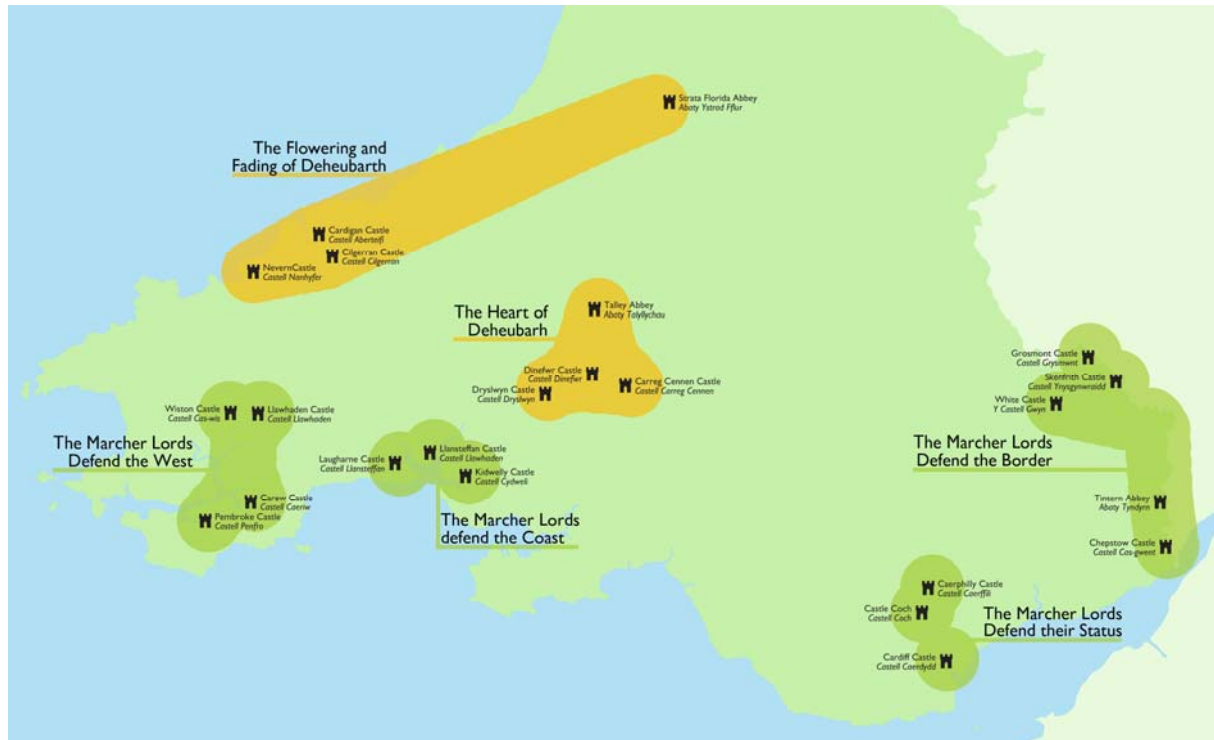 Strata Florida Abbey
Abaty Ystrad Fflur
The Flowering and
Fading of Deheubarth
Cardigan Castle
Castell Aberteifi
Cilgerran Castle
Castell Cilgerran
NevernCastle
Castell Nanhyfer
The Heart of
Deheubarh
Talley Abbey
Abaty Talyllychau
Dinefwr Castle
Castell Dinefwr
Dryslwyn Castle
Castell Dryslwyn
Carreg Cennen Castle
Castell Carreg Cennen
Grosmont Castle
Castell Grysmwnt
Skenfrith Castle
Castell Ynysgynwraidd
White Castle
Y Castell Gwyn
The Marcher Lords
Defend the Border
Tintern Abbey
Abaty Tyndyrn
Chepstow Castle
Castell Cas-gwent
Wiston Castle
Castell Cas-wis
Llawhaden Castle
Castell Llawhaden
The Marcher Lords
Defend the West
Carew Castle
Castell Caeriw
Pembroke Castle
Castell Penfro
Laugharne Castle
Castell Llansteffan
Llansteffan Castle
Castell Llawhaden
Kidwelly Castle
Castell Cydweli
The Marcher Lords
defend the Coast
Caerphilly Castle
Castell Caerffili
Castle Coch
Castell Coch
The Marcher Lords
Defend their Status
Cardiff Castle
Castell Caerdydd